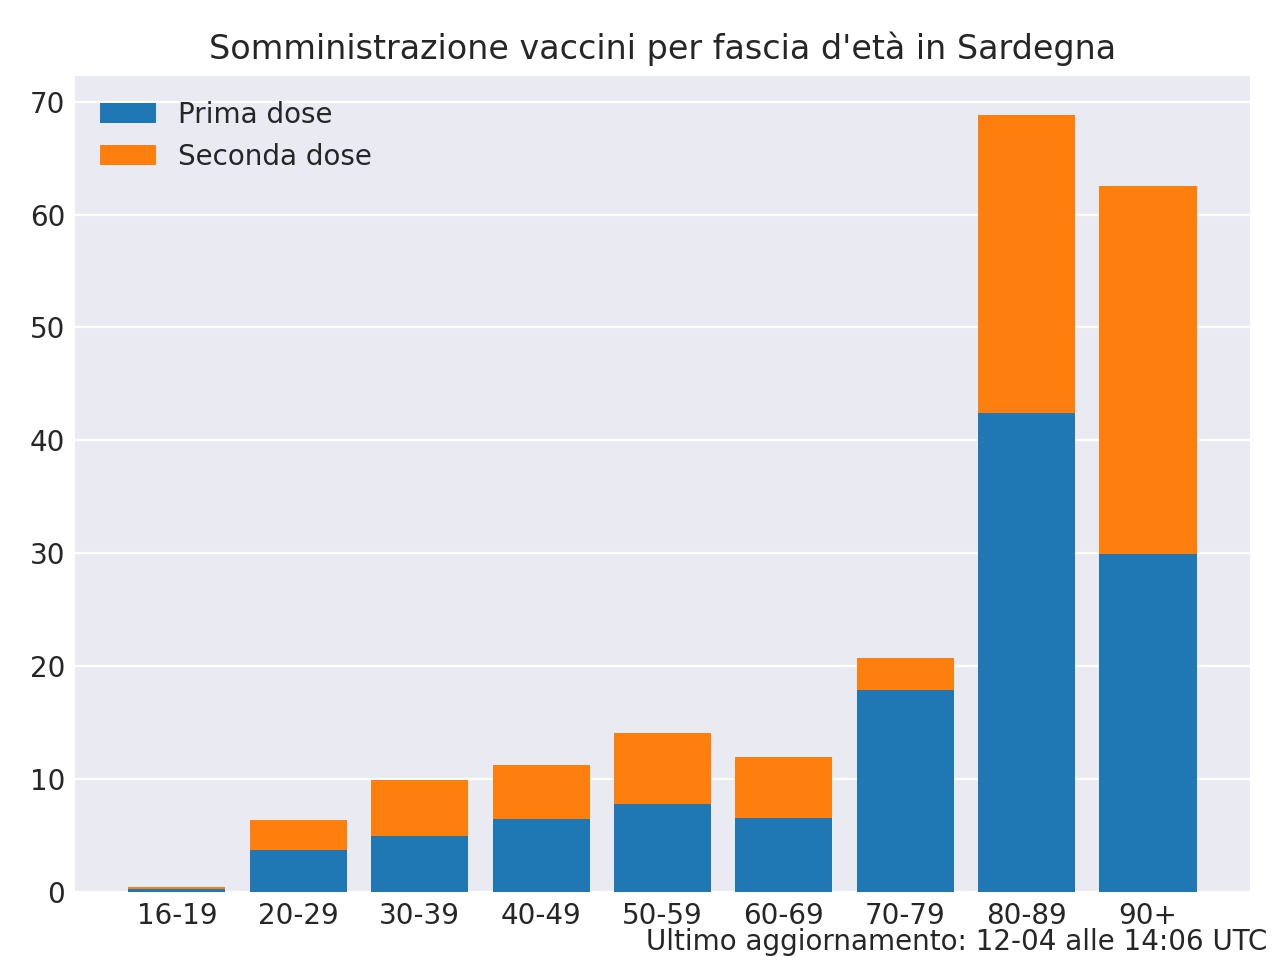 Somministrazione vaccini per fascia d'età in Sardegna
70
Prima dose
Seconda dose
60
50
40
30
20
10
0
16-19 20-29 30-39 40-49 50-59 60-69 70-79 80-89 90+
Ultimo aggiornamento: 12-04 alle 14:06 UTC